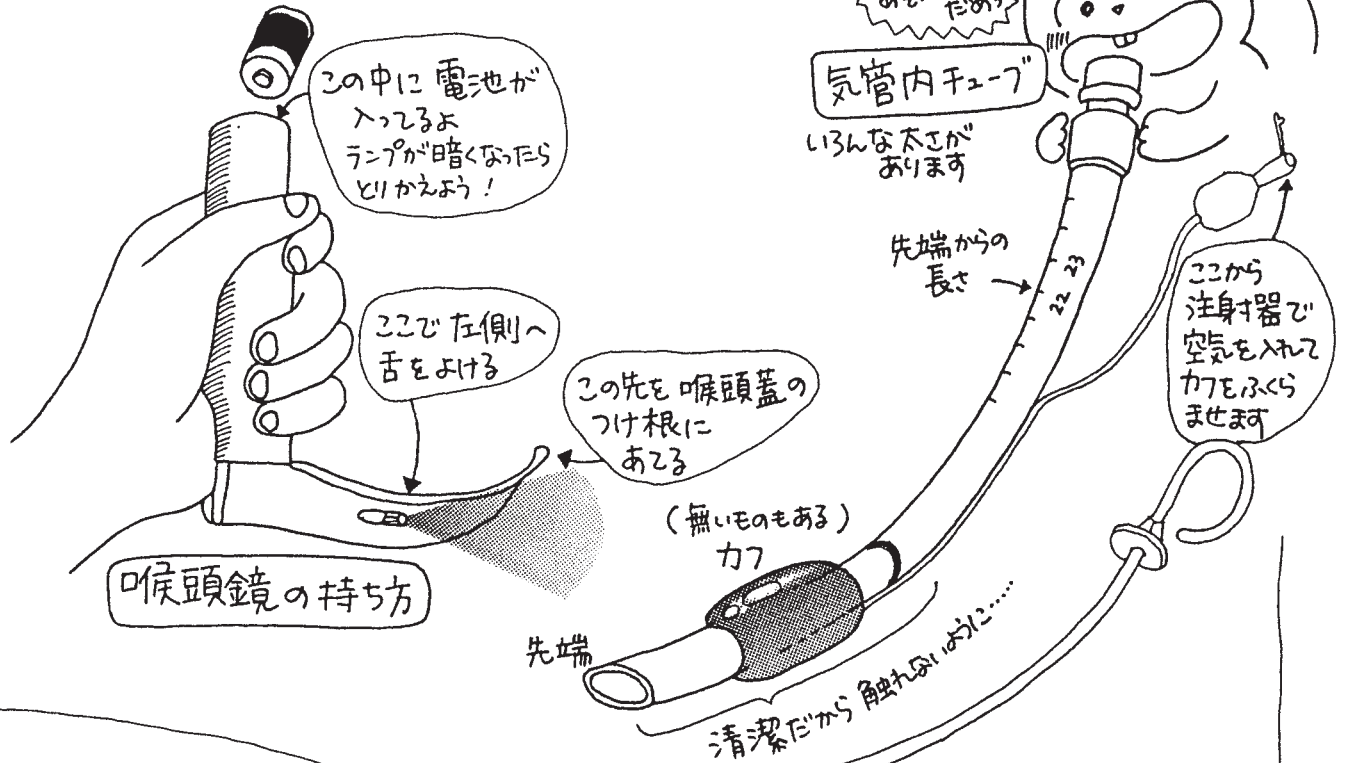 この中に電池が
入ってるよ
ランプが暗くなったら
とりかえよう!
ここで左側へ
舌をよける
この先を喉頭蓋の
つけ根に
あてる
喉頭鏡の持ち方
気管内チューブ
いろんな太さが
あります
先端からの
長さ
23
22
ここから
注射器で
空気を入れて
カフをふくら
ませます
(無いものもある)
カフ
先端
清潔だから触れないように……